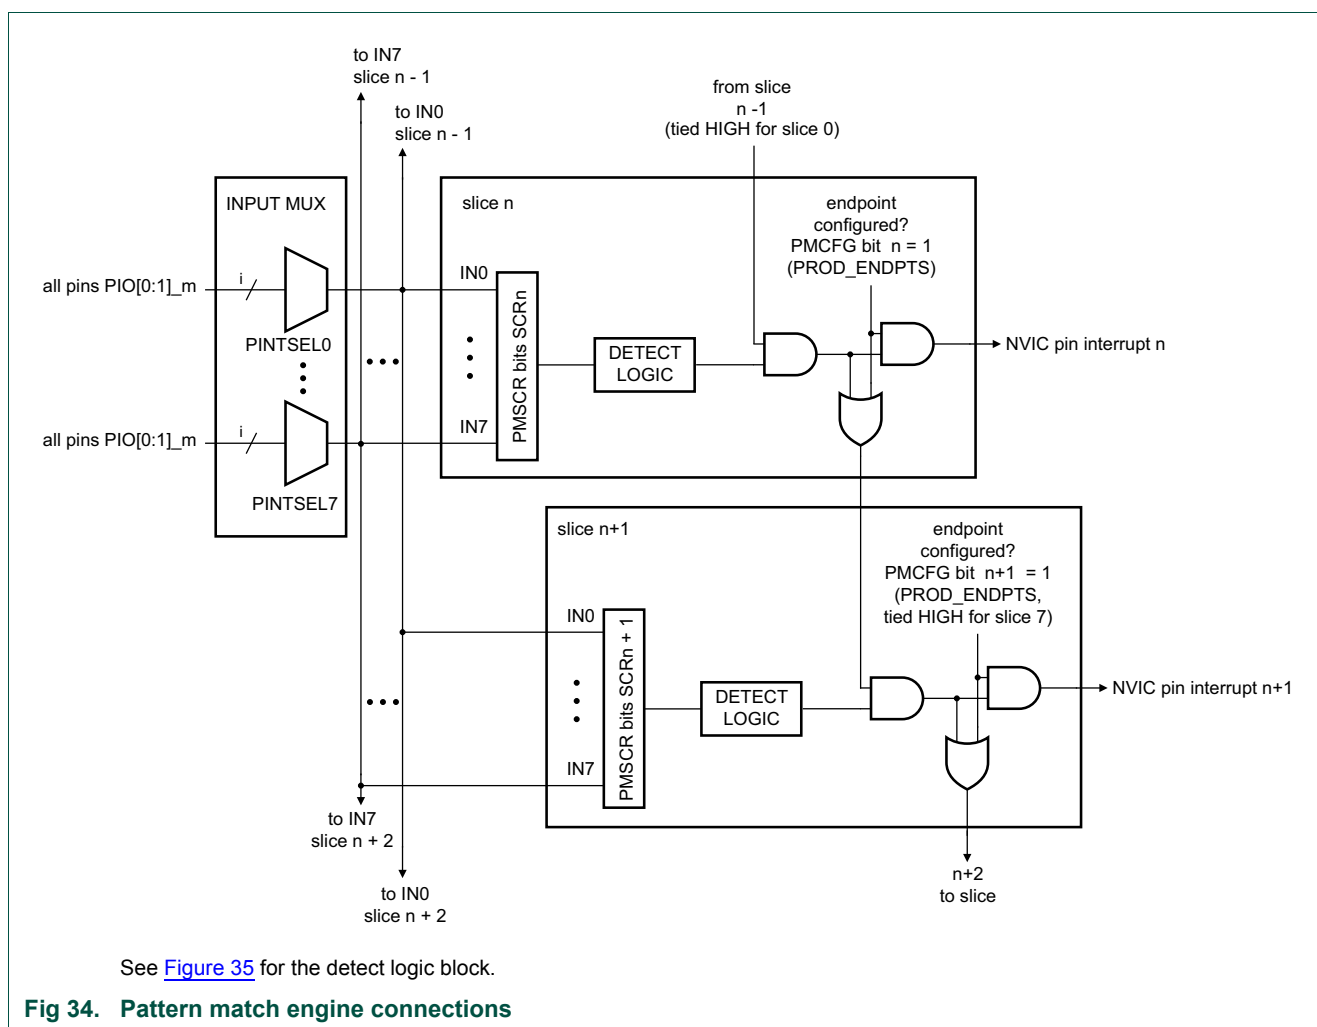 to IN7
slice n - 1
to IN0
slice n - 1
from slice
n -1
(tied HIGH for slice 0)
INPUT MUX
slice n
endpoint
configured?
PMCFG bit n = 1
(PROD_ENDPTS)
all pins PIO[0:1]_m
i
PINTSEL0
IN0
PMSCR bits SCRn
DETECT
LOGIC
NVIC pin interrupt n
all pins PIO[0:1]_m
i
PINTSEL7
IN7
slice n+1
endpoint
configured?
PMCFG bit n+1 = 1
(PROD_ENDPTS,
tied HIGH for slice 7)
IN0
PMSCR bits SCRn + 1
DETECT
LOGIC
NVIC pin interrupt n+1
IN7
to IN7
slice n + 2
to IN0
slice n + 2
n+2
to slice
See Figure 35 for the detect logic block.
Fig 34. Pattern match engine connections